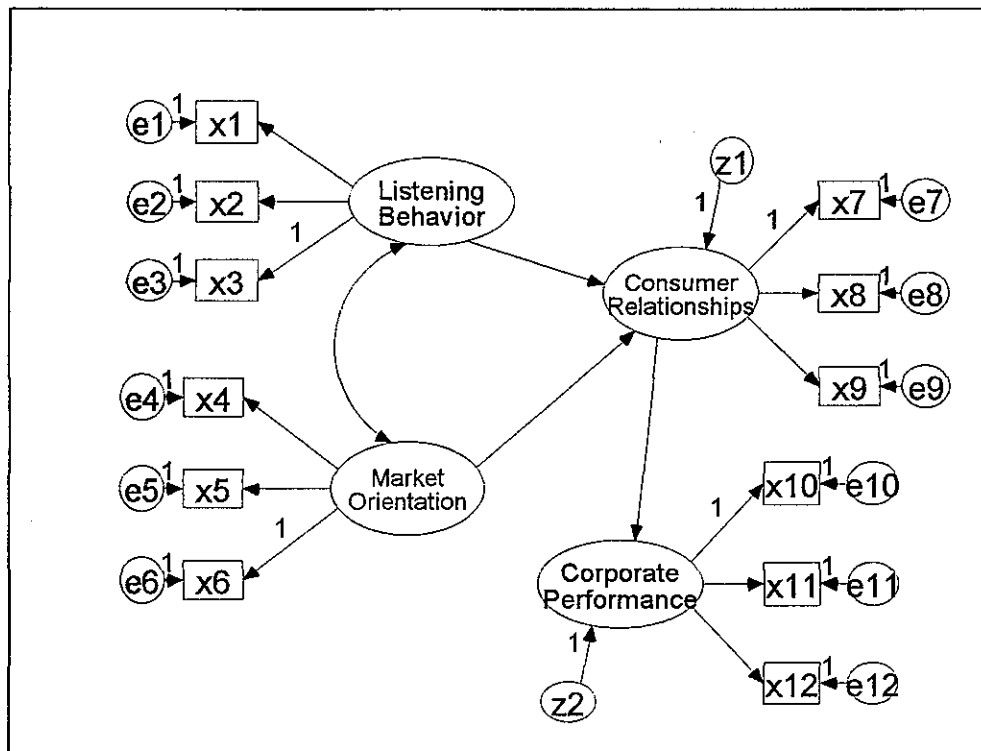 e1
1
x1
e2
1
x2
e3
1
x3
1
Listening
Behavior
e4
1
x4
e5
1
x5
e6
1
x6
1
Market
Orientation
z1
1
Consumer
Relationships
1
x7
1
e7
x8
1
e8
x9
1
e9
Corporate
Performance
1
z2
1
x10
1
e10
x11
1
e11
x12
1
e12